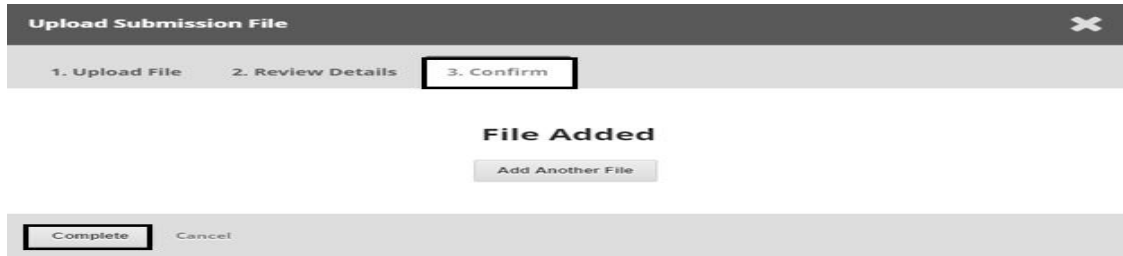 Upload Submission File
1. Upload File 2. Review Details 3. Confirm
File Added
Add Another File
Complete Cancel